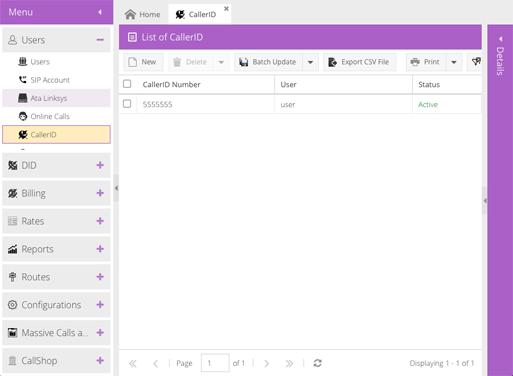 Menu
Users
Users
SIP Account
Ata Linksys
Online Calls
CallerID
DID
Billing
Rates
Reports
Routes
Configurations
Massive Calls a...
CallShop
Home
CallerID
List of CallerID
New Delete Batch Update Export CSV File Print
CallerID Number User Status
5555555 user Active
Page 1 of 1
Displaying 1 - 1 of 1
Details